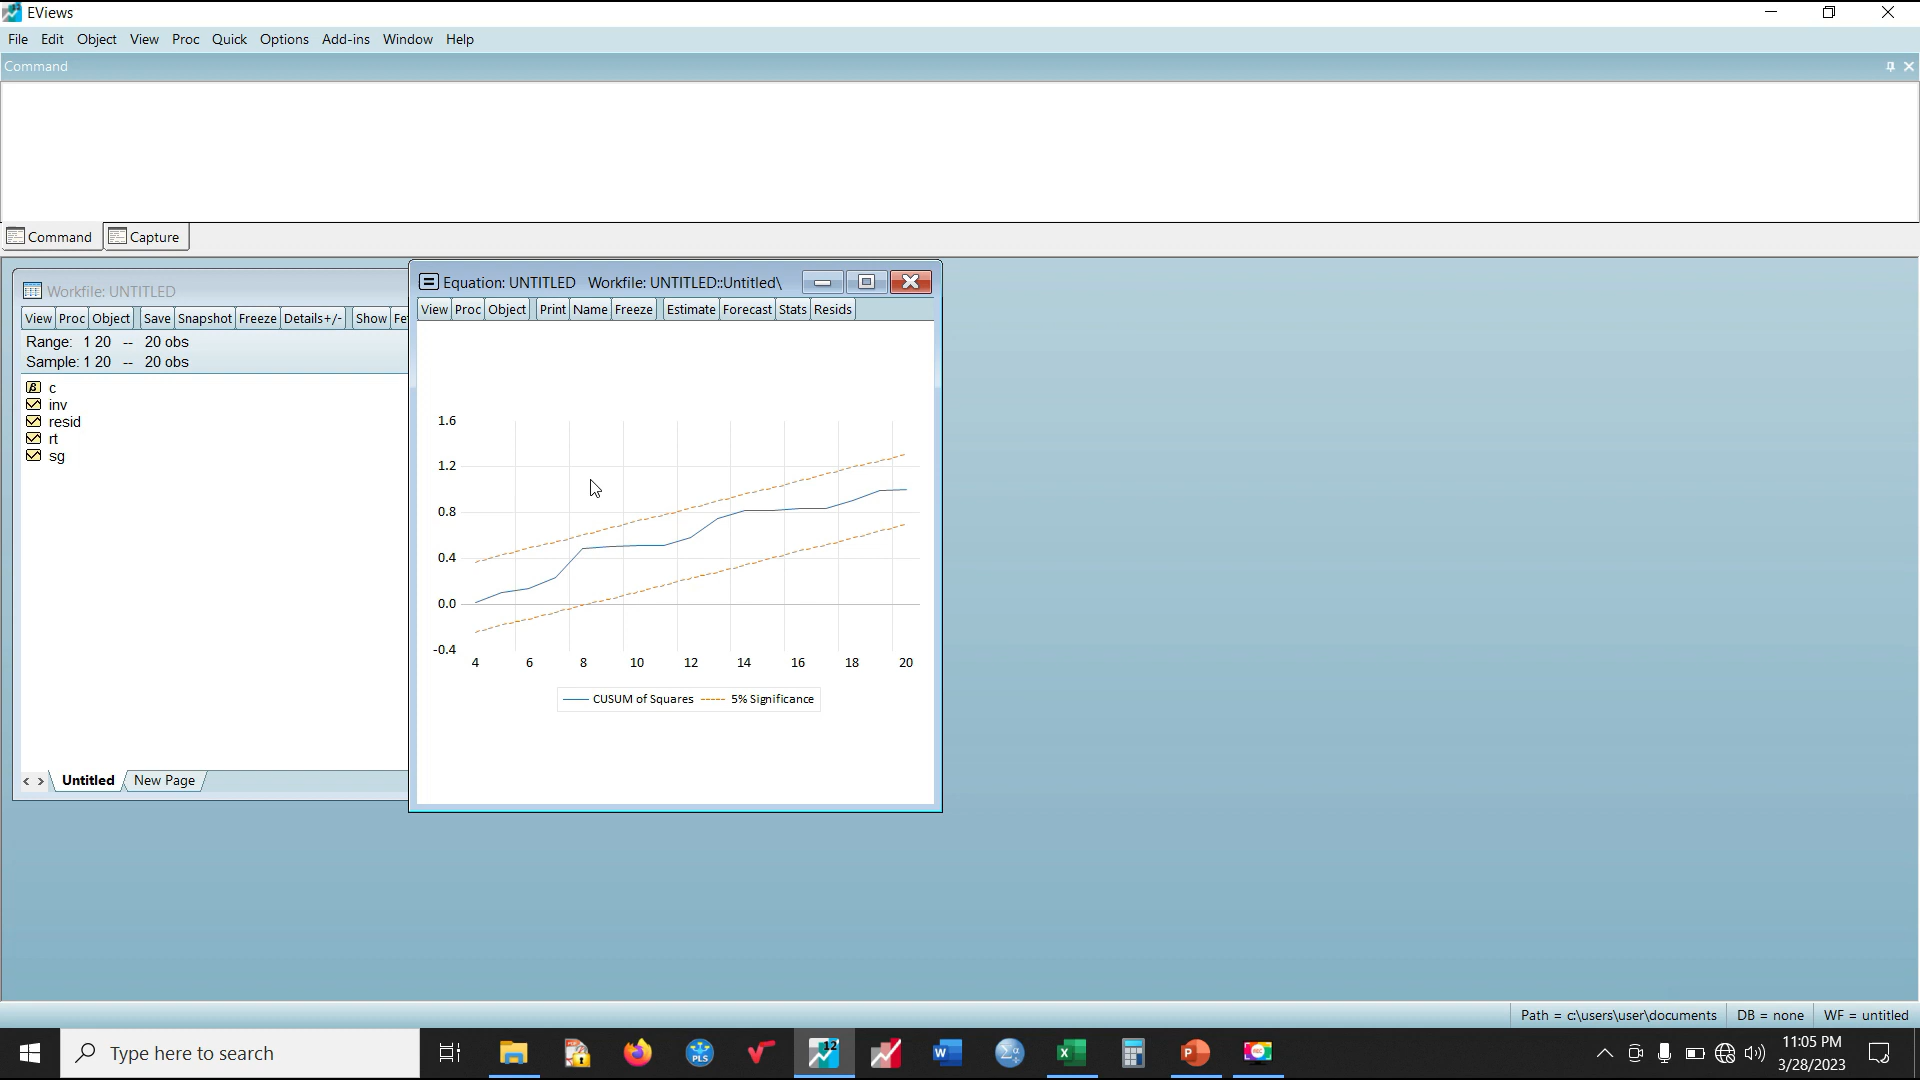 EViews
File Edit Object View Proc Quick Options Add-ins Window Help
Command
Command Capture
Workfile: UNTITLED
View Proc Object Save Snapshot Freeze Details+/- Show Fe
Range: 1 20 -- 20 obs
Sample: 1 20 -- 20 obs
c
inv
resid
rt
sg
Untitled New Page
Equation: UNTITLED Workfile: UNTITLED::Untitled\
View Proc Object Print Name Freeze Estimate Forecast Stats Resids
1.6
1.2
0.8
0.4
0.0
-0.4
4 6 8 10 12 14 16 18 20
CUSUM of Squares 5% Significance
Path = c:\users\user\documents DB = none WF = untitled
Type here to search
PLS
12
W
Σα
X
P
11:05 PM
3/28/2023